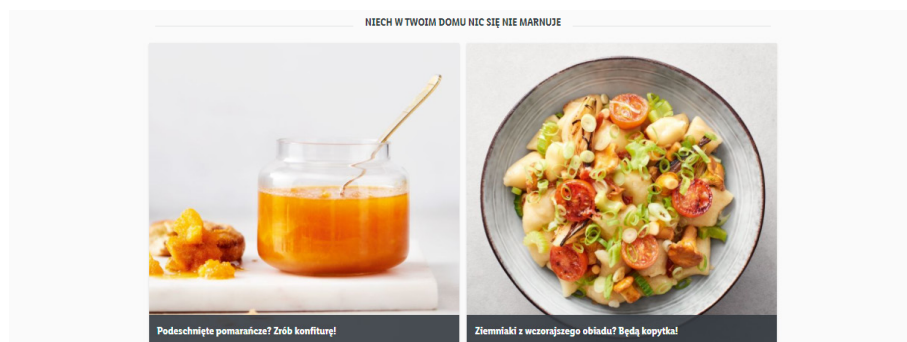 NIECH W TWOIM DOMU NIC SIĘ NIE MARNUJE
Podeschnięte pomarańcze? Zrób konfiturę!
Ziemniaki z wczorajszego obiadu? Będą kopytka!